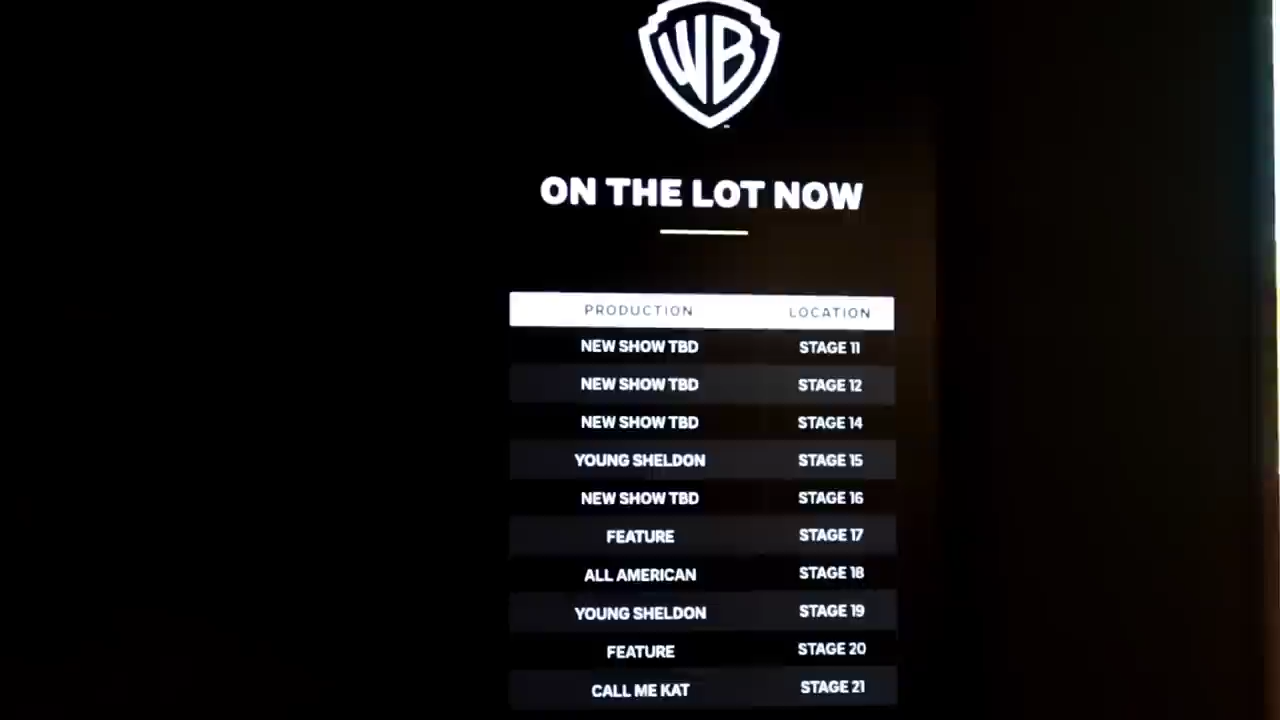 WB
ON THE LOT NOW
PRODUCTION LOCATION
NEW SHOW TBD STAGE 11
NEW SHOW TBD STAGE 12
NEW SHOW TBD STAGE 14
YOUNG SHELDON STAGE 15
NEW SHOW TBD STAGE 16
FEATURE STAGE 17
ALL AMERICAN STAGE 18
YOUNG SHELDON STAGE 19
FEATURE STAGE 20
CALL ME KAT STAGE 21